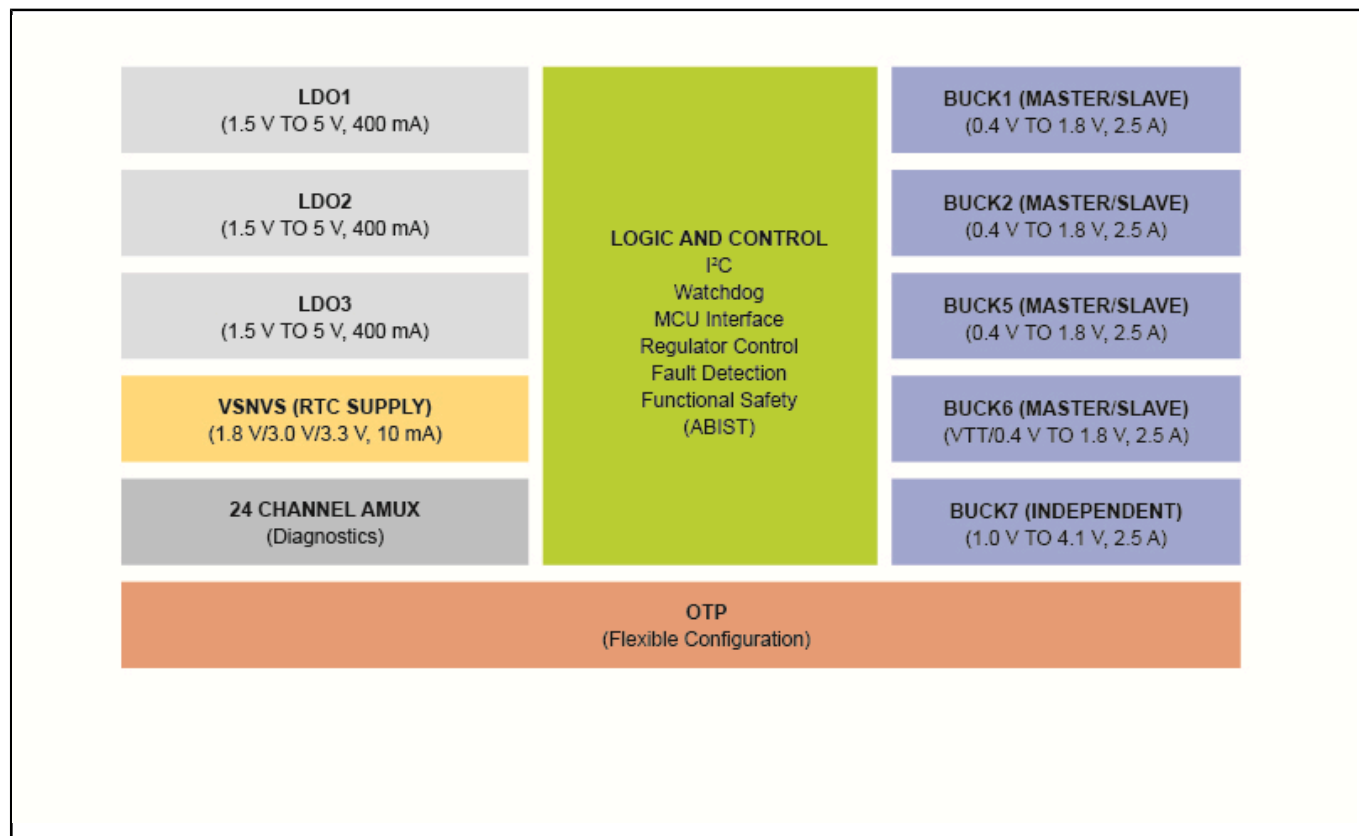 LDO1
(1.5 V TO 5 V, 400 mA)
LDO2
(1.5 V TO 5 V, 400 mA)
LDO3
(1.5 V TO 5 V, 400 mA)
VSNVS (RTC SUPPLY)
(1.8 V/3.0 V/3.3 V, 10 mA)
24 CHANNEL AMUX
(Diagnostics)
LOGIC AND CONTROL
I²C
Watchdog
MCU Interface
Regulator Control
Fault Detection
Functional Safety
(ABIST)
BUCK1 (MASTER/SLAVE)
(0.4 V TO 1.8 V, 2.5 A)
BUCK2 (MASTER/SLAVE)
(0.4 V TO 1.8 V, 2.5 A)
BUCK5 (MASTER/SLAVE)
(0.4 V TO 1.8 V, 2.5 A)
BUCK6 (MASTER/SLAVE)
(VTT/0.4 V TO 1.8 V, 2.5 A)
BUCK7 (INDEPENDENT)
(1.0 V TO 4.1 V, 2.5 A)
OTP
(Flexible Configuration)